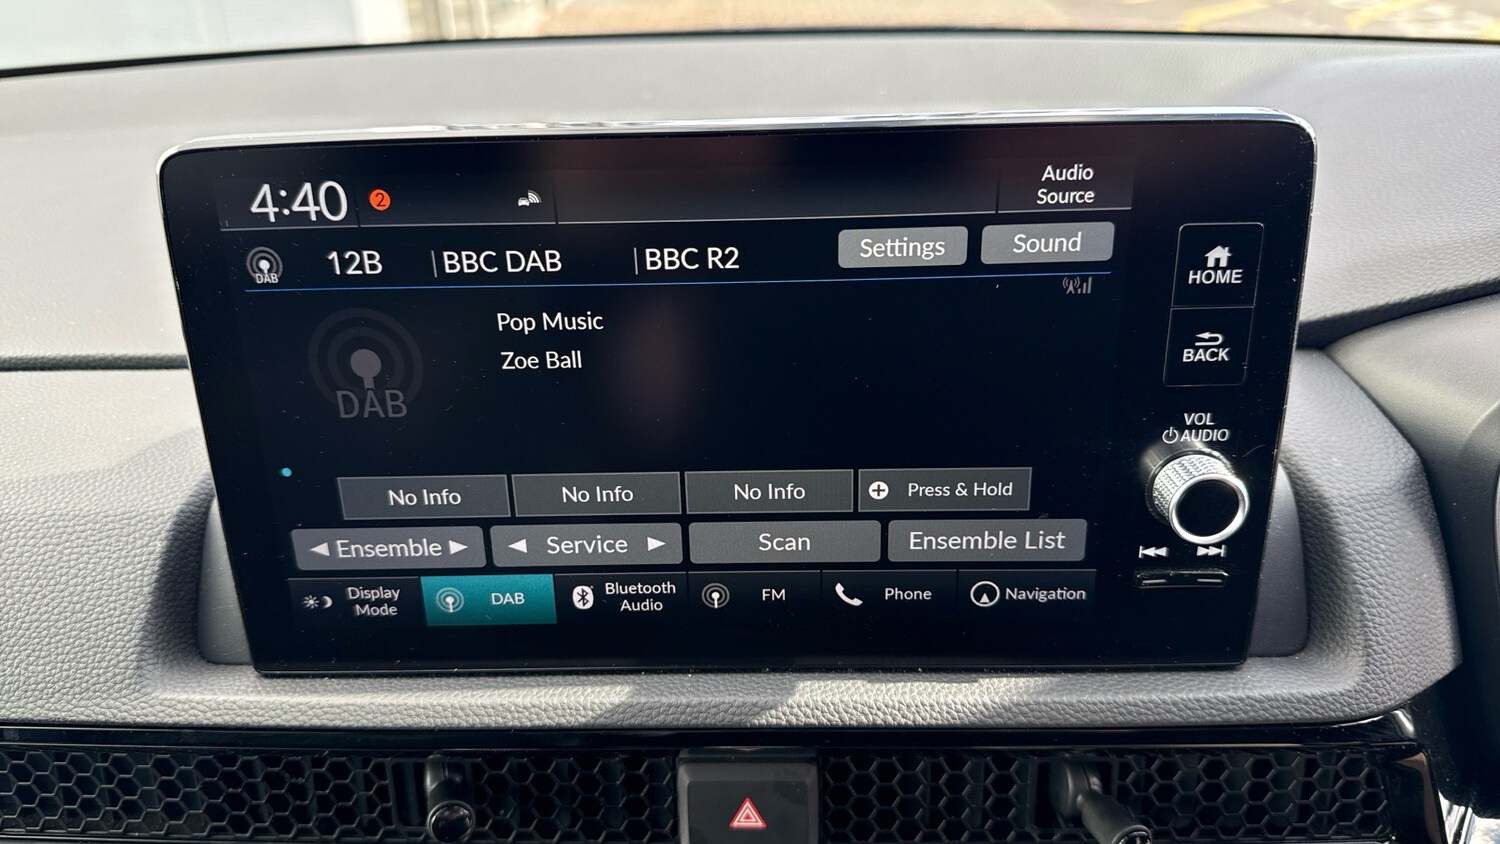 4:40
2
Audio
Source
DAB
12B
BBC DAB
BBC R2
Settings
Sound
HOME
Pop Music
Zoe Ball
DAB
BACK
VOL
AUDIO
No Info
No Info
No Info
Press & Hold
Ensemble
Service
Scan
Ensemble List
Display
Mode
DAB
Bluetooth
Audio
FM
Phone
Navigation